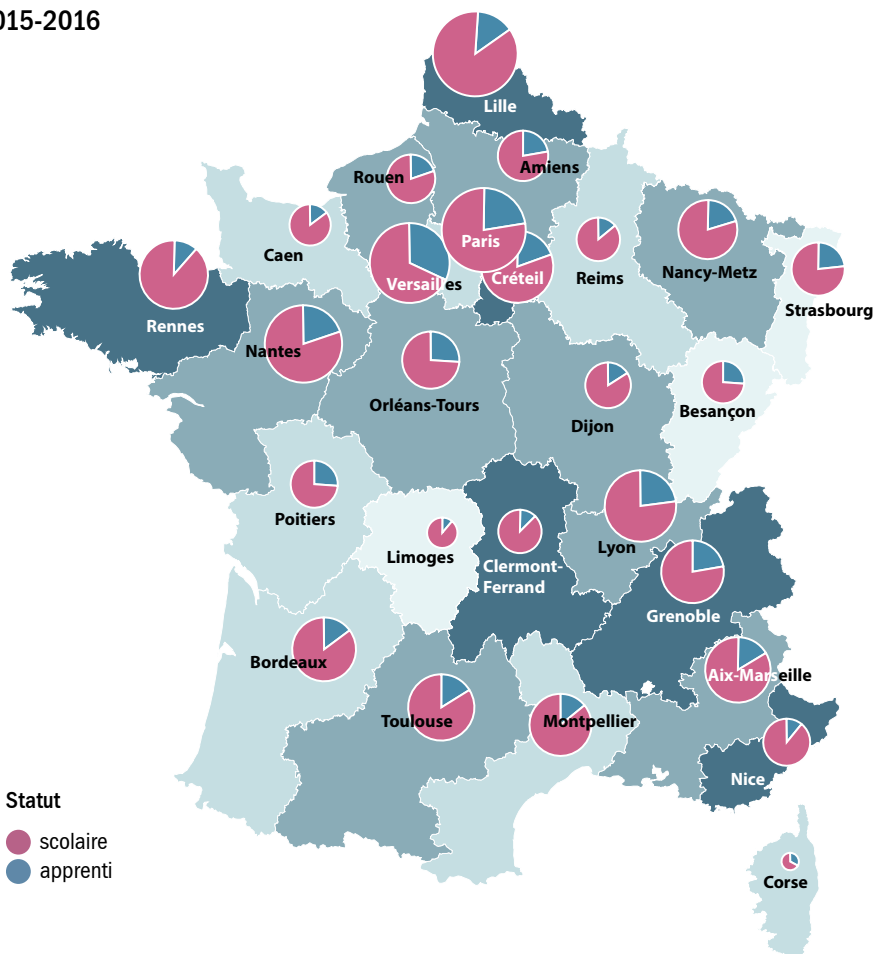 015-2016
Lille
Amiens
Rouen
Paris
Caen
Versailles
Créteil
Reims
Nancy-Metz
Strasbourg
Rennes
Nantes
Orléans-Tours
Dijon
Besançon
Poitiers
Limoges
Clermont-
Ferrand
Lyon
Grenoble
Bordeaux
Aix-Marseille
Toulouse
Montpellier
Nice
Statut
scolaire
apprenti
Corse